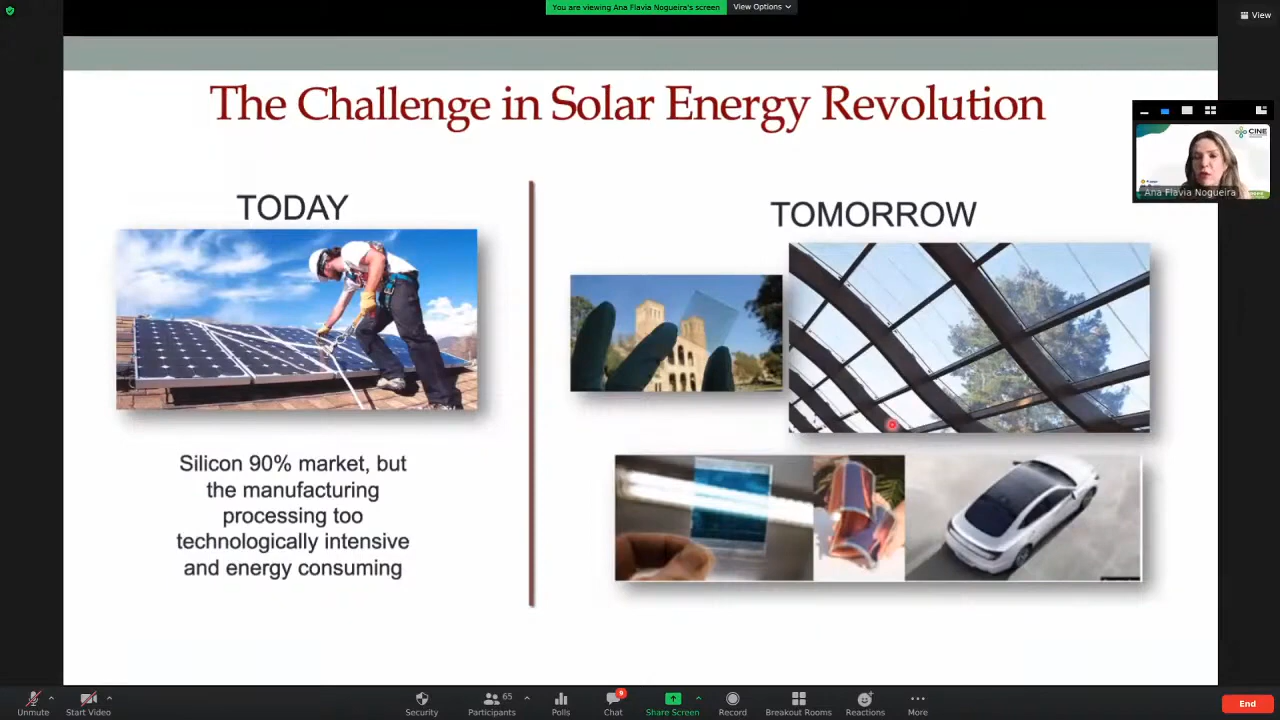 You are viewing Ana Flavia Nogueira's screen
View Options
View
The Challenge in Solar Energy Revolution
CINE
Ana Flavia Nogueira
TODAY
TOMORROW
Silicon 90% market, but
the manufacturing
processing too
technologically intensive
and energy consuming
Unmute
Start Video
Security
65
Participants
Polls
9
Chat
Share Screen
Record
Breakout Rooms
Reactions
More
End